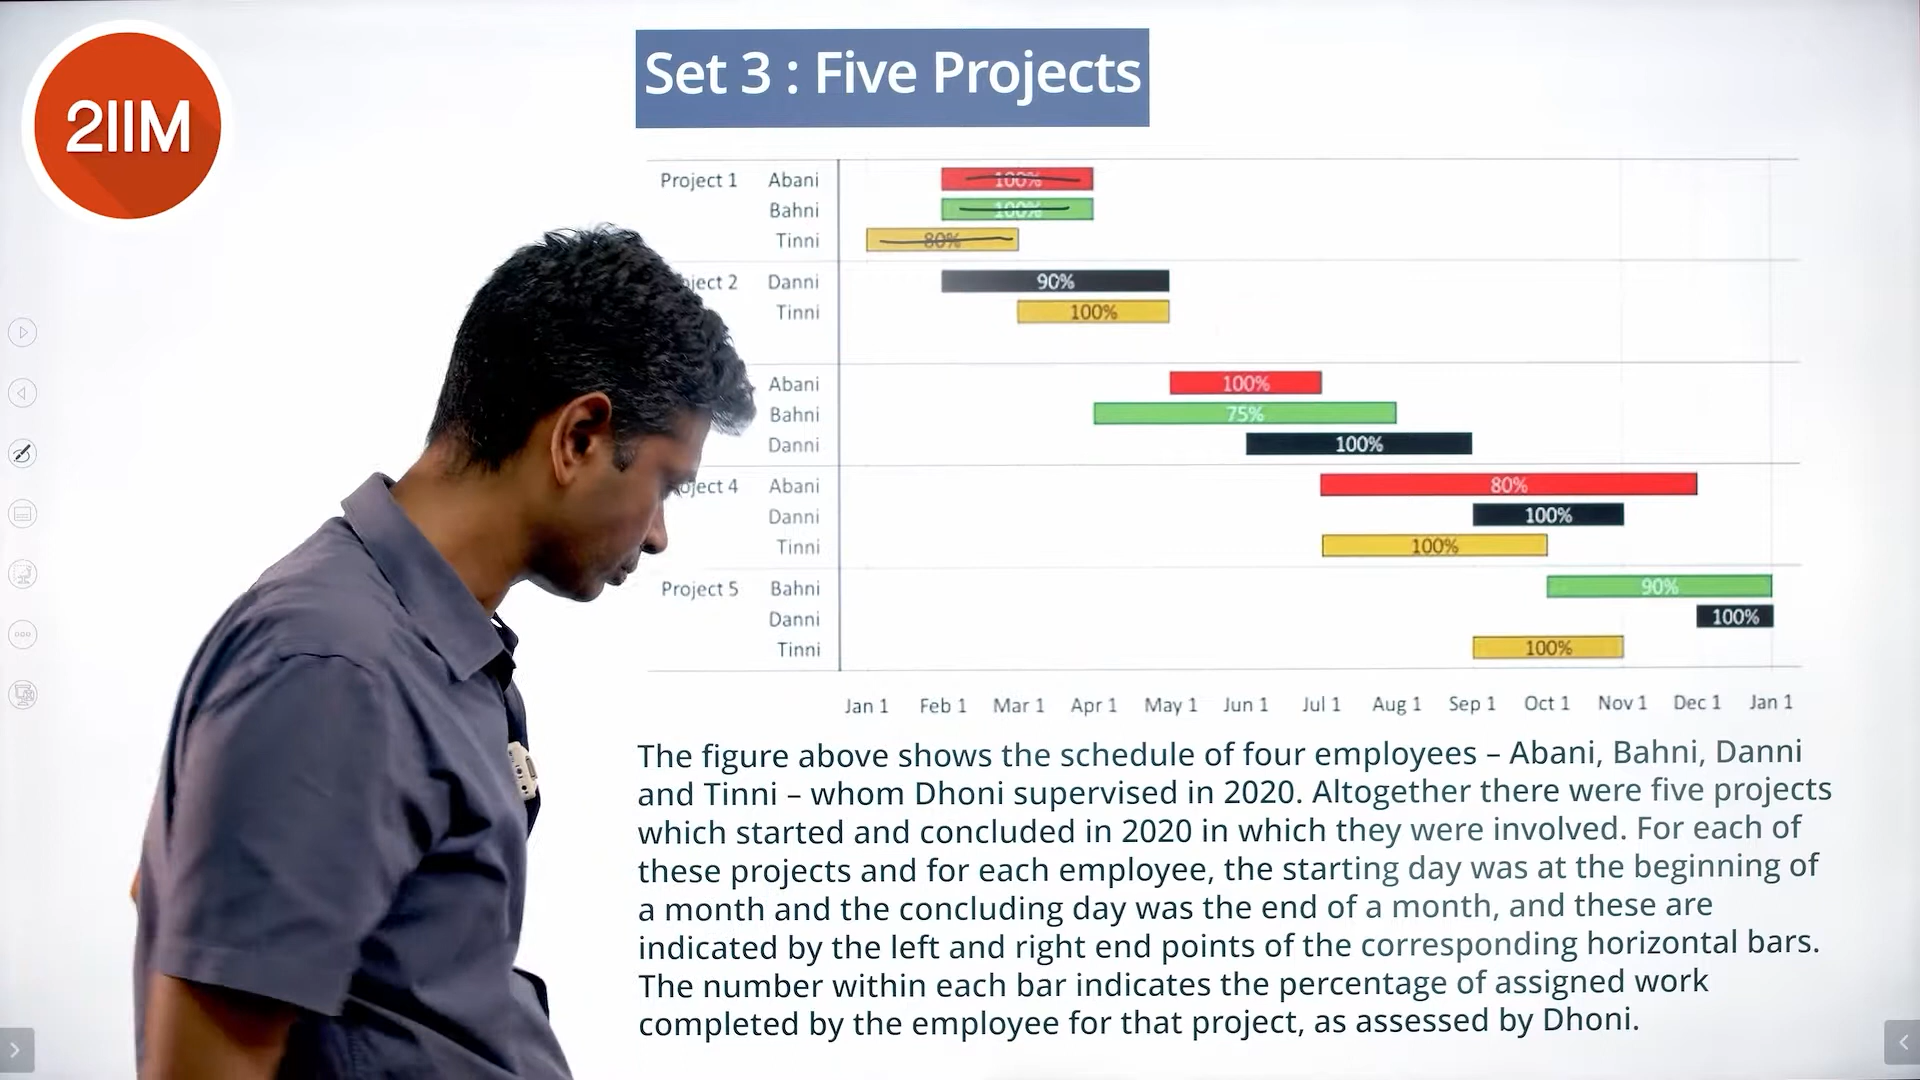 2IIM
Set 3 : Five Projects
Project 1 Abani 100%
Bahni 100%
Tinni 80%
ject 2 Danni 90%
Tinni 100%
Abani 100%
Bahni 75%
Danni 100%
oject 4 Abani 80%
Danni 100%
Tinni 100%
Project 5 Bahni 90%
Danni 100%
Tinni 100%
Jan 1 Feb 1 Mar 1 Apr 1 May 1 Jun 1 Jul 1 Aug 1 Sep 1 Oct 1 Nov 1 Dec 1 Jan 1
The figure above shows the schedule of four employees – Abani, Bahni, Danni
and Tinni – whom Dhoni supervised in 2020. Altogether there were five projects
which started and concluded in 2020 in which they were involved. For each of
these projects and for each employee, the starting day was at the beginning of
a month and the concluding day was the end of a month, and these are
indicated by the left and right end points of the corresponding horizontal bars.
The number within each bar indicates the percentage of assigned work
completed by the employee for that project, as assessed by Dhoni.